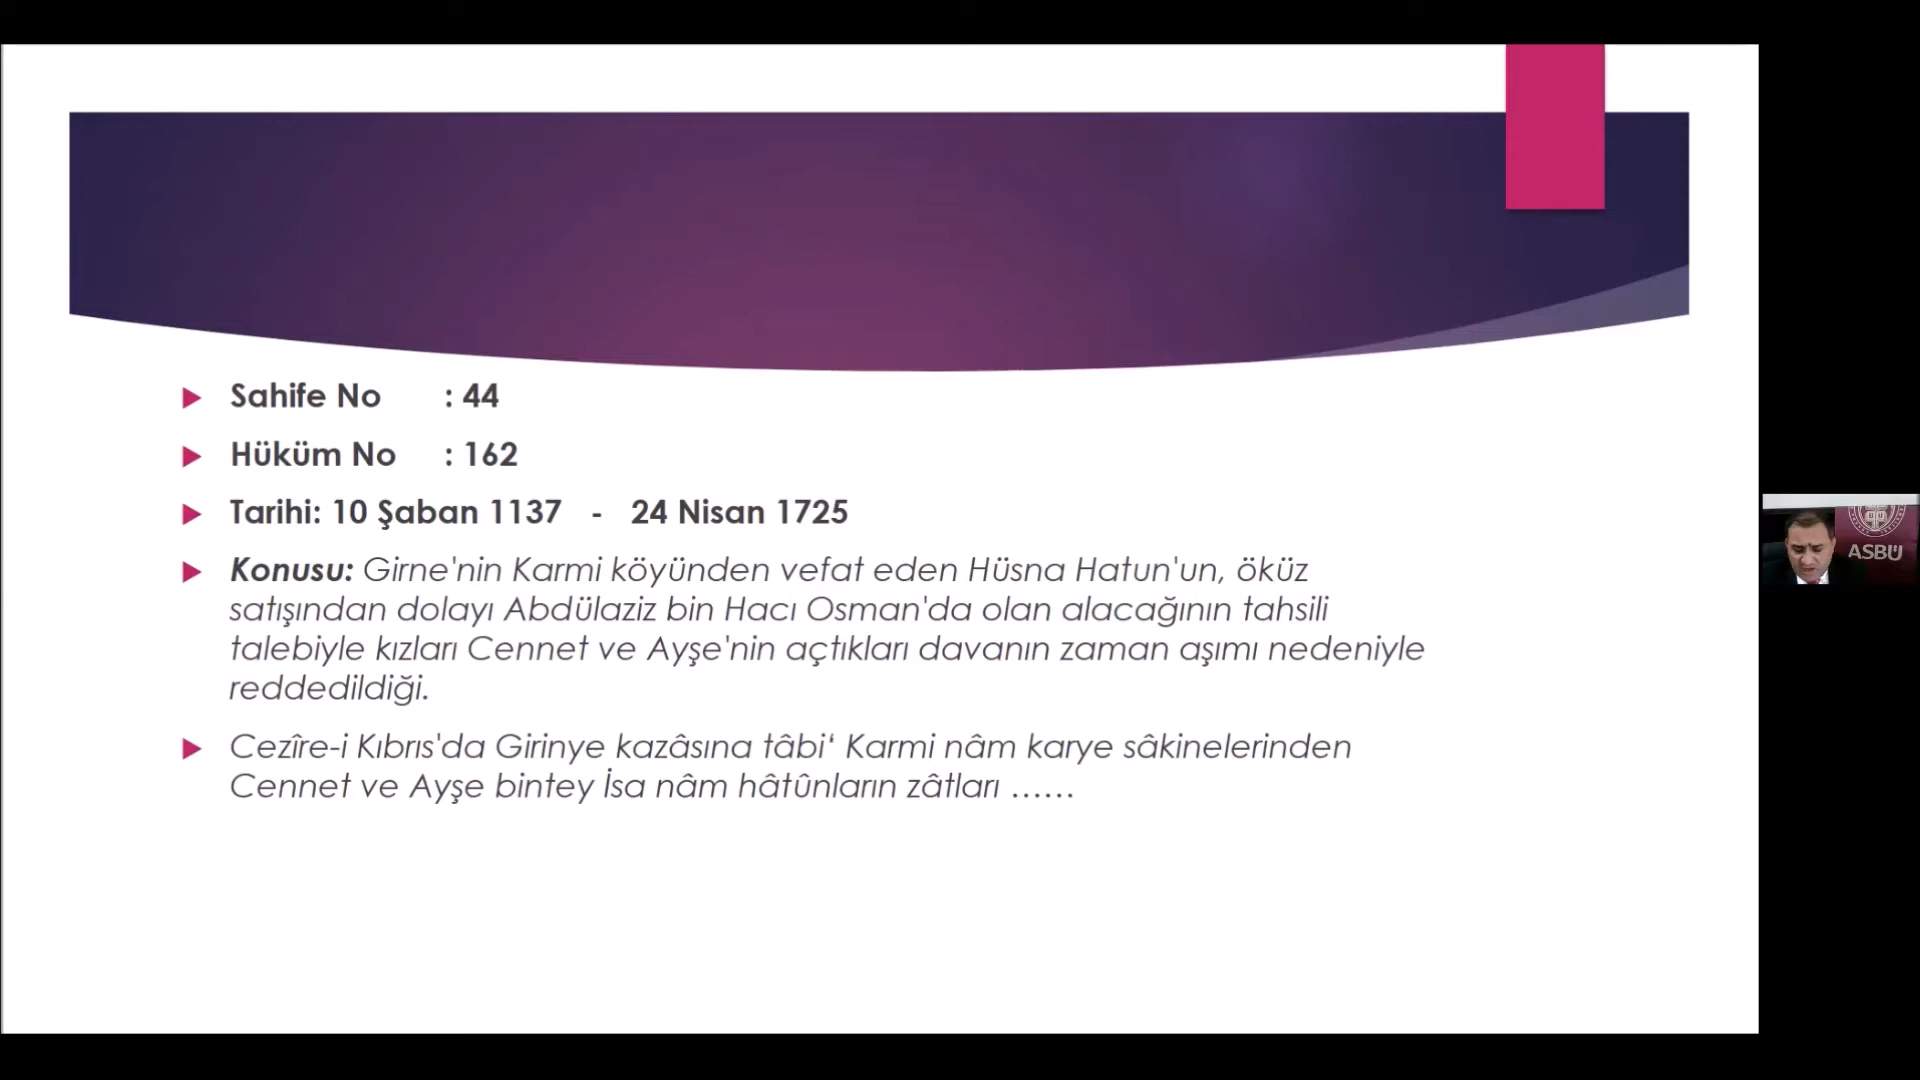 Sahife No : 44
Hüküm No : 162
Tarihi: 10 Şaban 1137 - 24 Nisan 1725
Konusu: Girne'nin Karmi köyünden vefat eden Hüsna Hatun'un, öküz
satışından dolayı Abdülaziz bin Hacı Osman'da olan alacağının tahsili
talebiyle kızları Cennet ve Ayşe'nin açtıkları davanın zaman aşımı nedeniyle
reddedildiği.
Cezîre-i Kıbrıs'da Girinye kazâsına tâbi‘ Karmi nâm karye sâkinelerinden
Cennet ve Ayşe bintey İsa nâm hâtûnların zâtları ……
ASBÜ